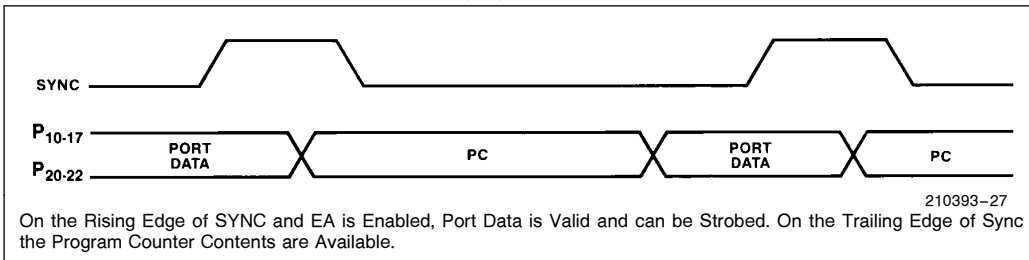 SYNC
P10-17
PORT
DATA
PC
PORT
DATA
PC
P20-22
210393–27
On the Rising Edge of SYNC and EA is Enabled, Port Data is Valid and can be Strobed. On the Trailing Edge of Sync
the Program Counter Contents are Available.